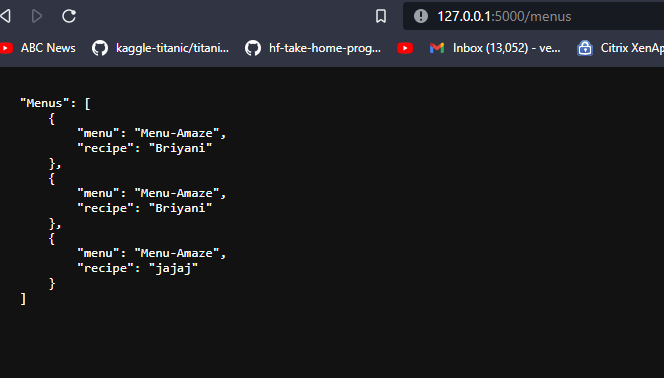 127.0.0.1:5000/menus
ABC News kaggle-titanic/titani... hf-take-home-prog... Inbox (13,052) - ve... Citrix XenAp
"Menus": [
    {
        "menu": "Menu-Amaze",
        "recipe": "Briyani"
    },
    {
        "menu": "Menu-Amaze",
        "recipe": "Briyani"
    },
    {
        "menu": "Menu-Amaze",
        "recipe": "jajaj"
    }
]